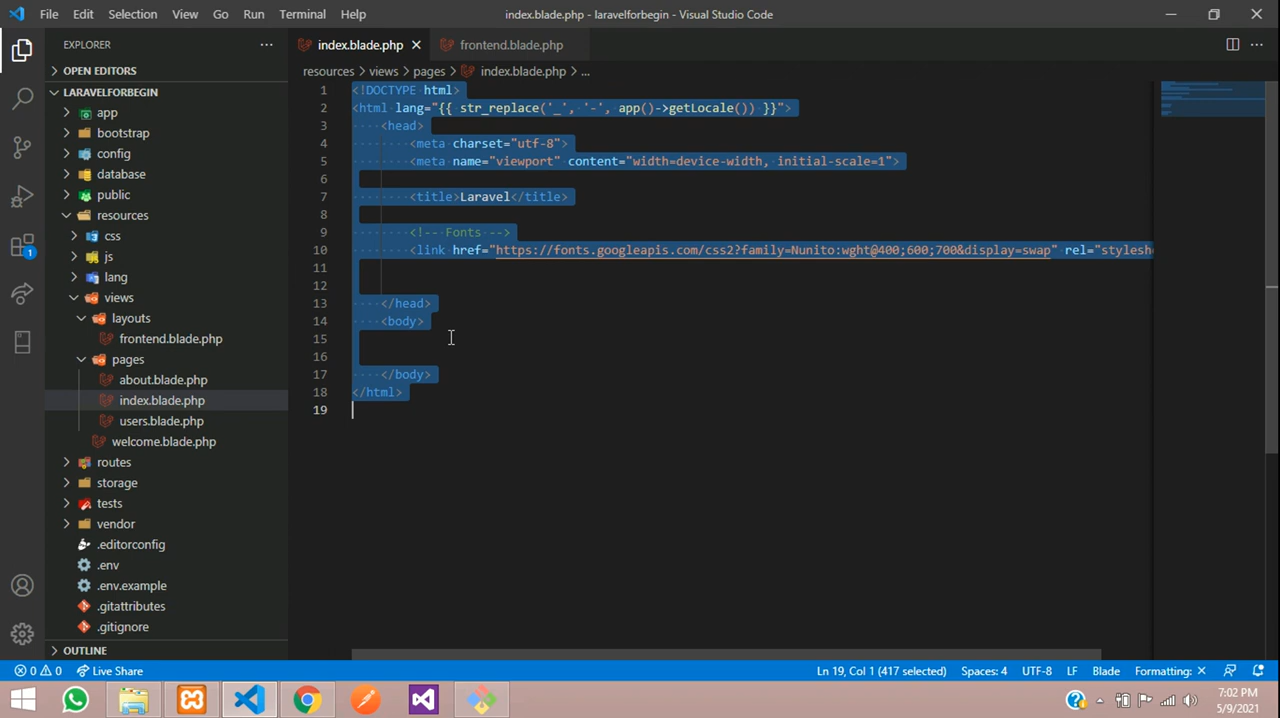 File Edit Selection View Go Run Terminal Help index.blade.php - laravelforbegin - Visual Studio Code
EXPLORER ... index.blade.php frontend.blade.php
OPEN EDITORS
resources > views > pages > index.blade.php > ...
LARAVELFORBEGIN
app
bootstrap
config
database
public
resources
css
js
lang
views
layouts
frontend.blade.php
pages
about.blade.php
index.blade.php
users.blade.php
welcome.blade.php
routes
storage
tests
vendor
.editorconfig
.env
.env.example
.gitattributes
.gitignore
OUTLINE
1 <!DOCTYPE html>
2 <html lang="{{ str_replace('_', '-', app()->getLocale()) }}">
3 <head>
4 <meta charset="utf-8">
5 <meta name="viewport" content="width=device-width, initial-scale=1">
6
7 <title>Laravel</title>
8
9 <!-- Fonts -->
10 <link href="https://fonts.googleapis.com/css2?family=Nunito:wght@400;600;700&display=swap" rel="stylesh
11
12
13 </head>
14 <body>
15
16
17 </body>
18 </html>
19
1
0 0 Live Share Ln 19, Col 1 (417 selected) Spaces: 4 UTF-8 LF Blade Formatting: ×
7:02 PM
5/9/2021